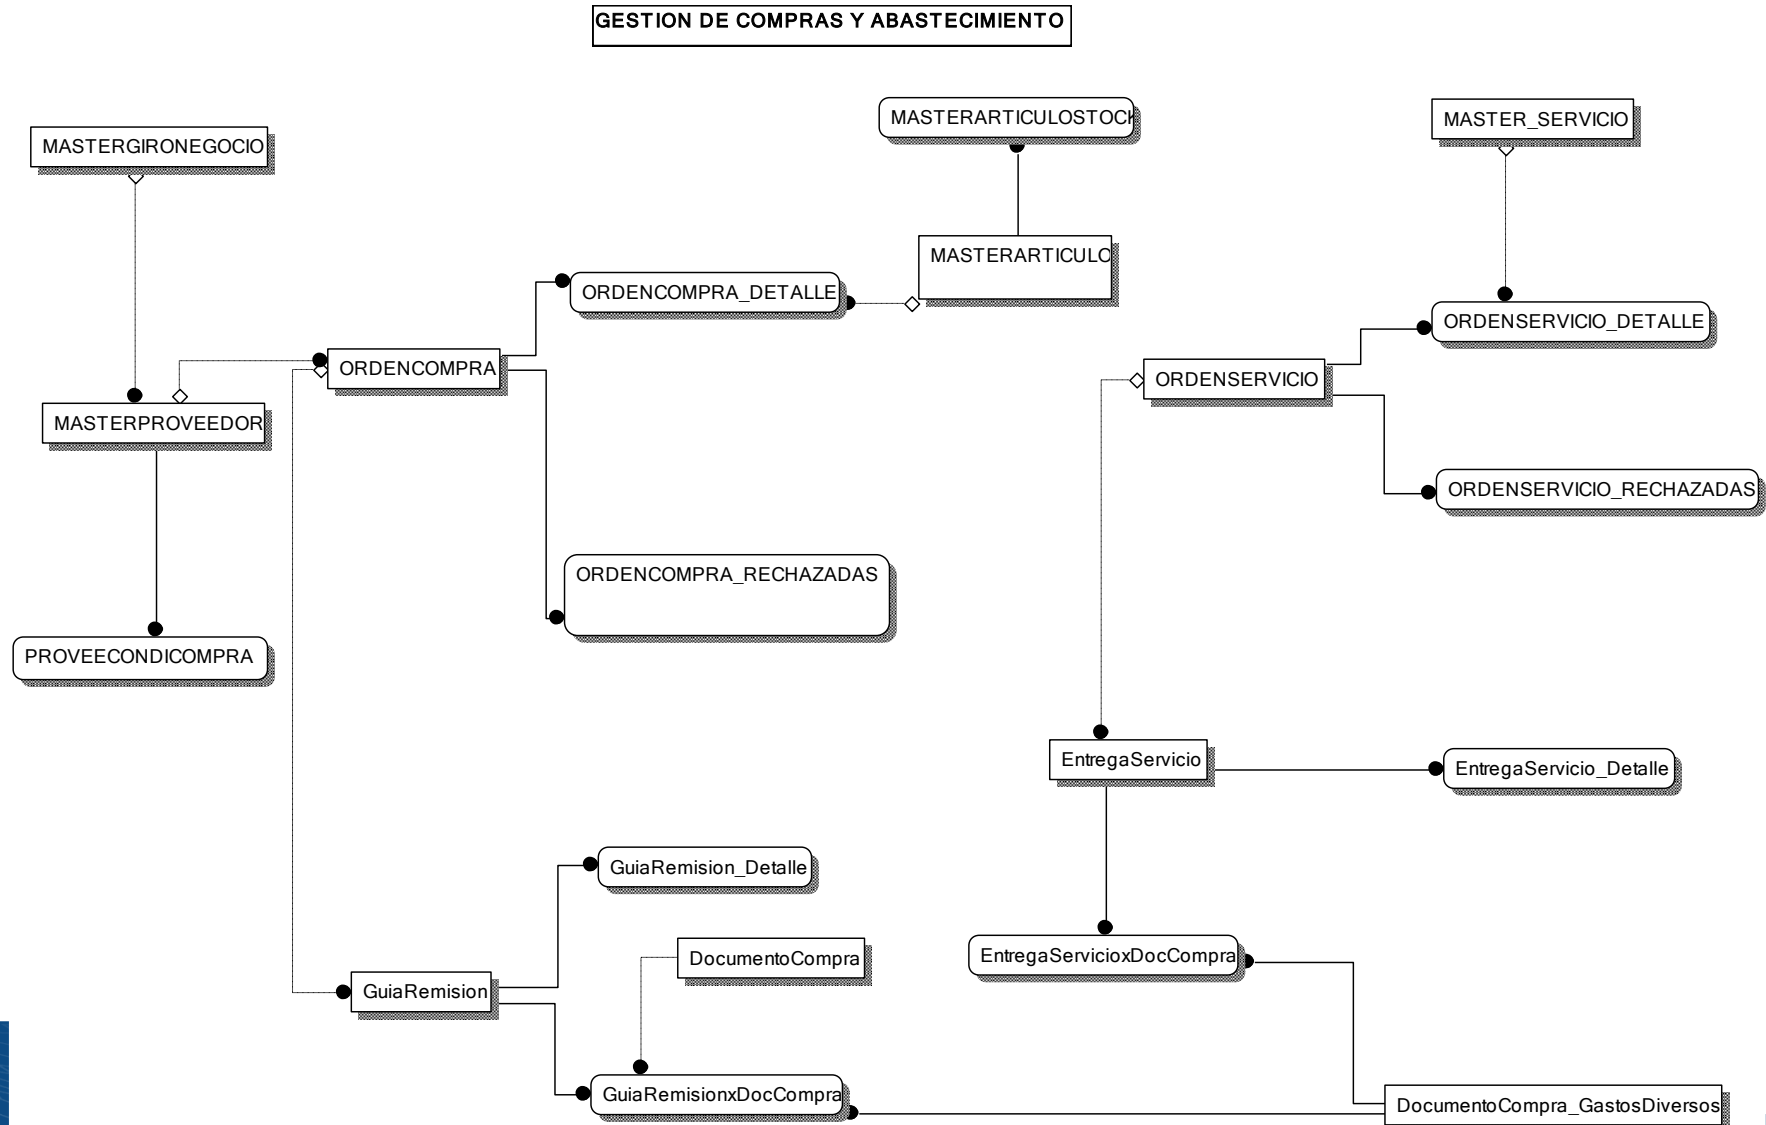 GESTION DE COMPRAS Y ABASTECIMIENTO
MASTERGIRONEGOCIO
MASTERARTICULOSTOCK
MASTER_SERVICIO
MASTERARTICULO
ORDENCOMPRA_DETALLE
ORDENSERVICIO_DETALLE
ORDENCOMPRA
ORDENSERVICIO
MASTERPROVEEDOR
ORDENSERVICIO_RECHAZADAS
ORDENCOMPRA_RECHAZADAS
PROVEECONDICOMPRA
EntregaServicio
EntregaServicio_Detalle
GuiaRemision_Detalle
DocumentoCompra
EntregaServicioxDocCompra
GuiaRemision
GuiaRemisionxDocCompra
DocumentoCompra_GastosDiversos